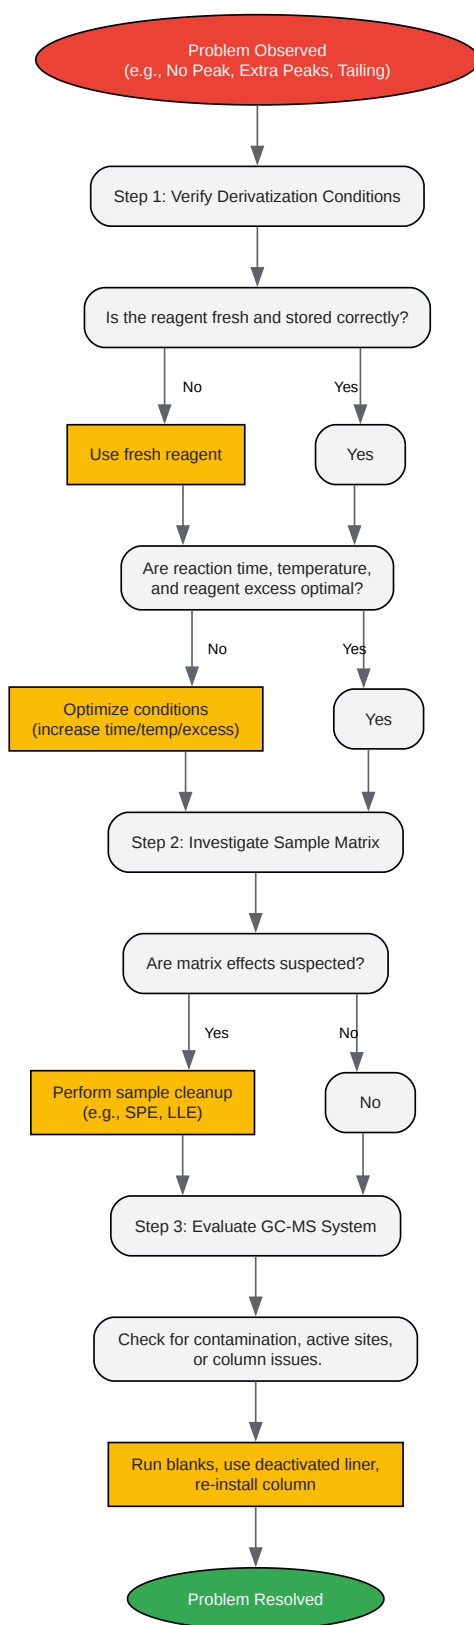 Problem Observed
(e.g., No Peak, Extra Peaks, Tailing)
Step 1: Verify Derivatization Conditions
Is the reagent fresh and stored correctly?
No
Yes
Use fresh reagent
Yes
Are reaction time, temperature,
and reagent excess optimal?
No
Yes
Optimize conditions
(increase time/temp/excess)
Yes
Step 2: Investigate Sample Matrix
Are matrix effects suspected?
Yes
No
Perform sample cleanup
(e.g., SPE, LLE)
No
Step 3: Evaluate GC-MS System
Check for contamination, active sites,
or column issues.
Run blanks, use deactivated liner,
re-install column
Problem Resolved